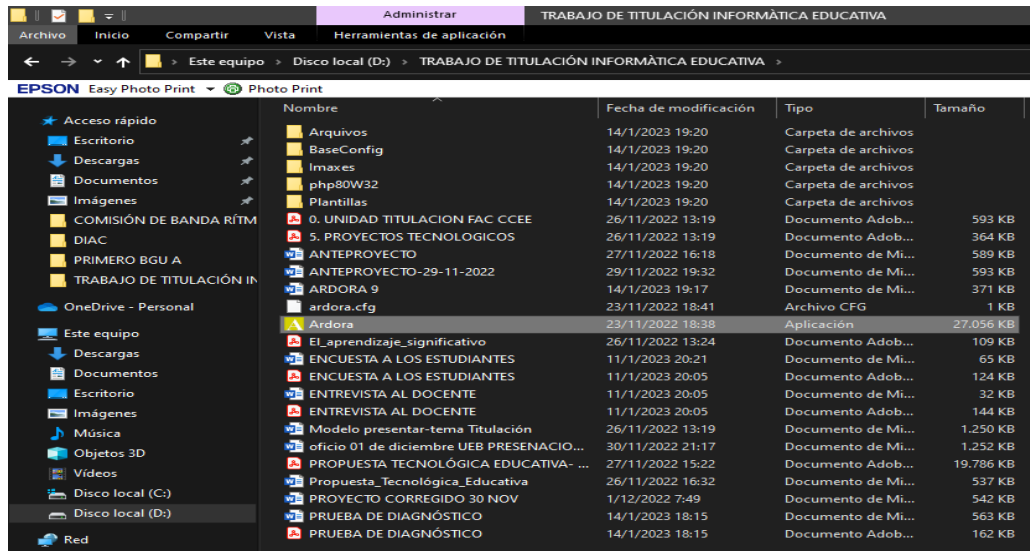 Administrar TRABAJO DE TITULACIÓN INFORMÀTICA EDUCATIVA
Archivo Inicio Compartir Vista Herramientas de aplicación
Este equipo > Disco local (D:) > TRABAJO DE TITULACIÓN INFORMÀTICA EDUCATIVA >
EPSON Easy Photo Print Photo Print
Acceso rápido
Escritorio
Descargas
Documentos
Imágenes
COMISIÓN DE BANDA RÍTM
DIAC
PRIMERO BGU A
TRABAJO DE TITULACIÓN IN
OneDrive - Personal
Este equipo
Descargas
Documentos
Escritorio
Imágenes
Música
Objetos 3D
Vídeos
Disco local (C:)
Disco local (D:)
Red
Nombre Fecha de modificación Tipo Tamaño
Arquivos 14/1/2023 19:20 Carpeta de archivos
BaseConfig 14/1/2023 19:20 Carpeta de archivos
Imaxes 14/1/2023 19:20 Carpeta de archivos
php80W32 14/1/2023 19:20 Carpeta de archivos
Plantillas 14/1/2023 19:20 Carpeta de archivos
0. UNIDAD TITULACION FAC CCEE 26/11/2022 13:19 Documento Adob... 593 KB
5. PROYECTOS TECNOLOGICOS 26/11/2022 13:19 Documento Adob... 364 KB
ANTEPROYECTO 27/11/2022 16:18 Documento de Mi... 589 KB
ANTEPROYECTO-29-11-2022 29/11/2022 19:32 Documento de Mi... 593 KB
ARDORA 9 14/1/2023 19:17 Documento de Mi... 371 KB
ardora.cfg 23/11/2022 18:41 Archivo CFG 1 KB
Ardora 23/11/2022 18:38 Aplicación 27.056 KB
El_aprendizaje_significativo 26/11/2022 13:24 Documento Adob... 109 KB
ENCUESTA A LOS ESTUDIANTES 11/1/2023 20:21 Documento de Mi... 65 KB
ENCUESTA A LOS ESTUDIANTES 11/1/2023 20:05 Documento Adob... 124 KB
ENTREVISTA AL DOCENTE 11/1/2023 20:05 Documento de Mi... 32 KB
ENTREVISTA AL DOCENTE 11/1/2023 20:05 Documento Adob... 144 KB
Modelo presentar-tema Titulación 26/11/2022 13:19 Documento de Mi... 1.250 KB
oficio 01 de diciembre UEB PRESENACIO... 30/11/2022 21:17 Documento de Mi... 1.252 KB
PROPUESTA TECNOLÓGICA EDUCATIVA- ... 27/11/2022 15:22 Documento Adob... 19.786 KB
Propuesta_Tecnológica_Educativa 26/11/2022 16:32 Documento de Mi... 537 KB
PROYECTO CORREGIDO 30 NOV 1/12/2022 7:49 Documento de Mi... 542 KB
PRUEBA DE DIAGNÓSTICO 14/1/2023 18:15 Documento de Mi... 563 KB
PRUEBA DE DIAGNÓSTICO 14/1/2023 18:15 Documento Adob... 162 KB